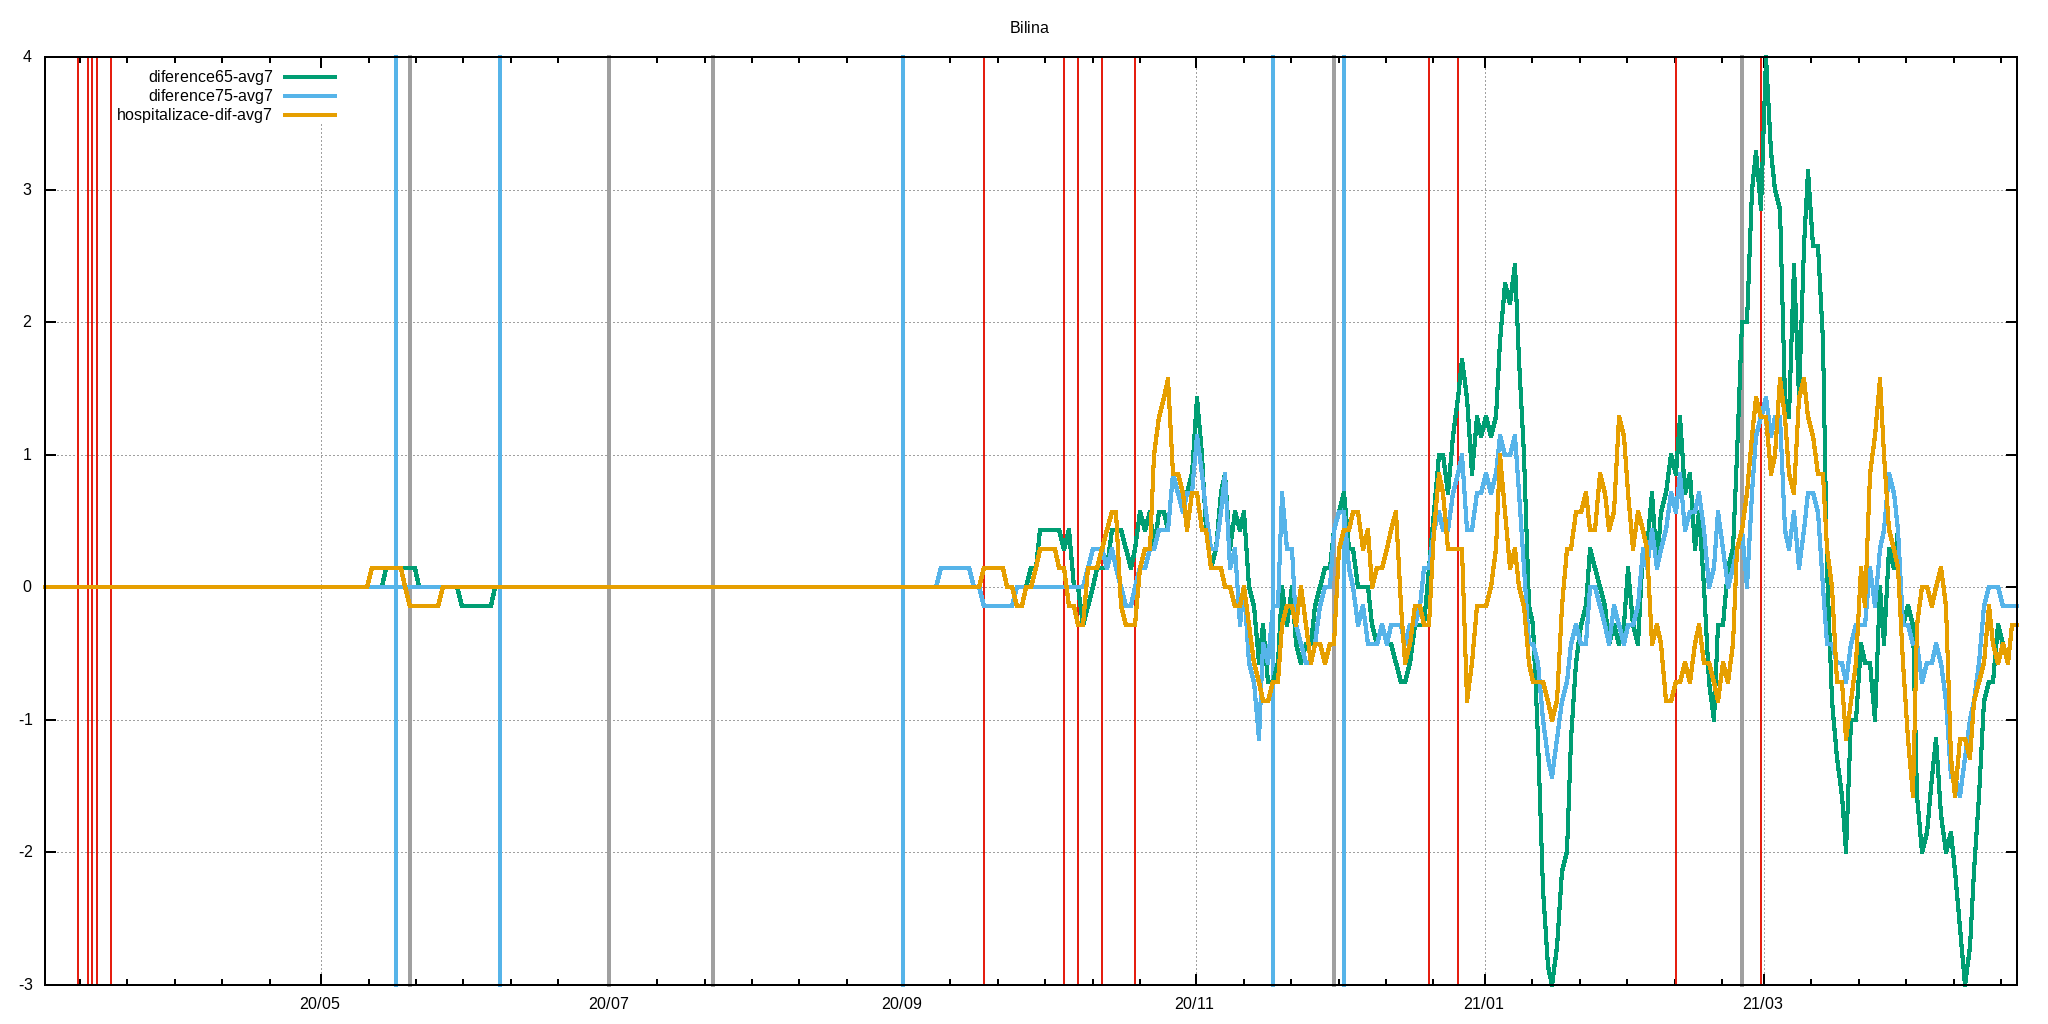 Bilina
4
diference65-avg7
diference75-avg7
hospitalizace-dif-avg7
3
2
1
0
-1
-2
-3
20/05 20/07 20/09 20/11 21/01 21/03